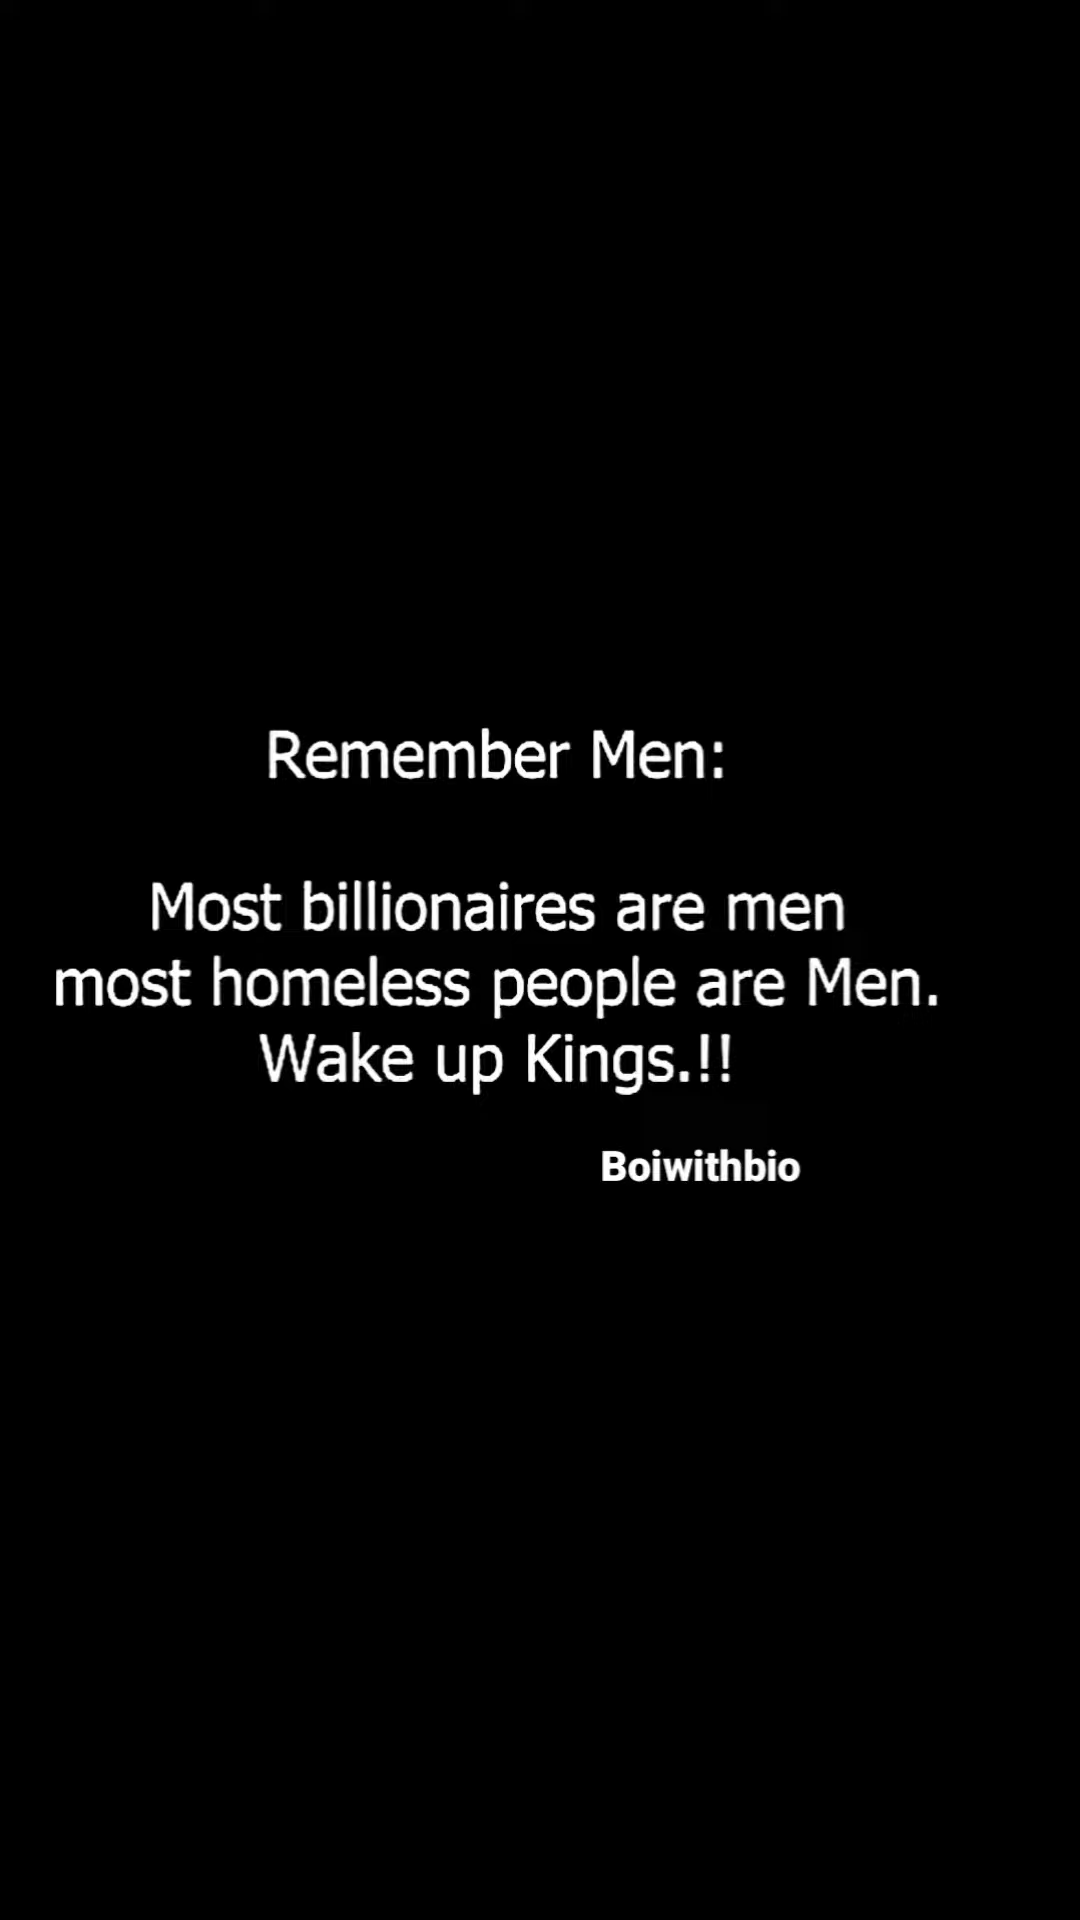 Remember Men:
Most billionaires are men
most homeless people are Men.
Wake up Kings.!!
Boiwithbio